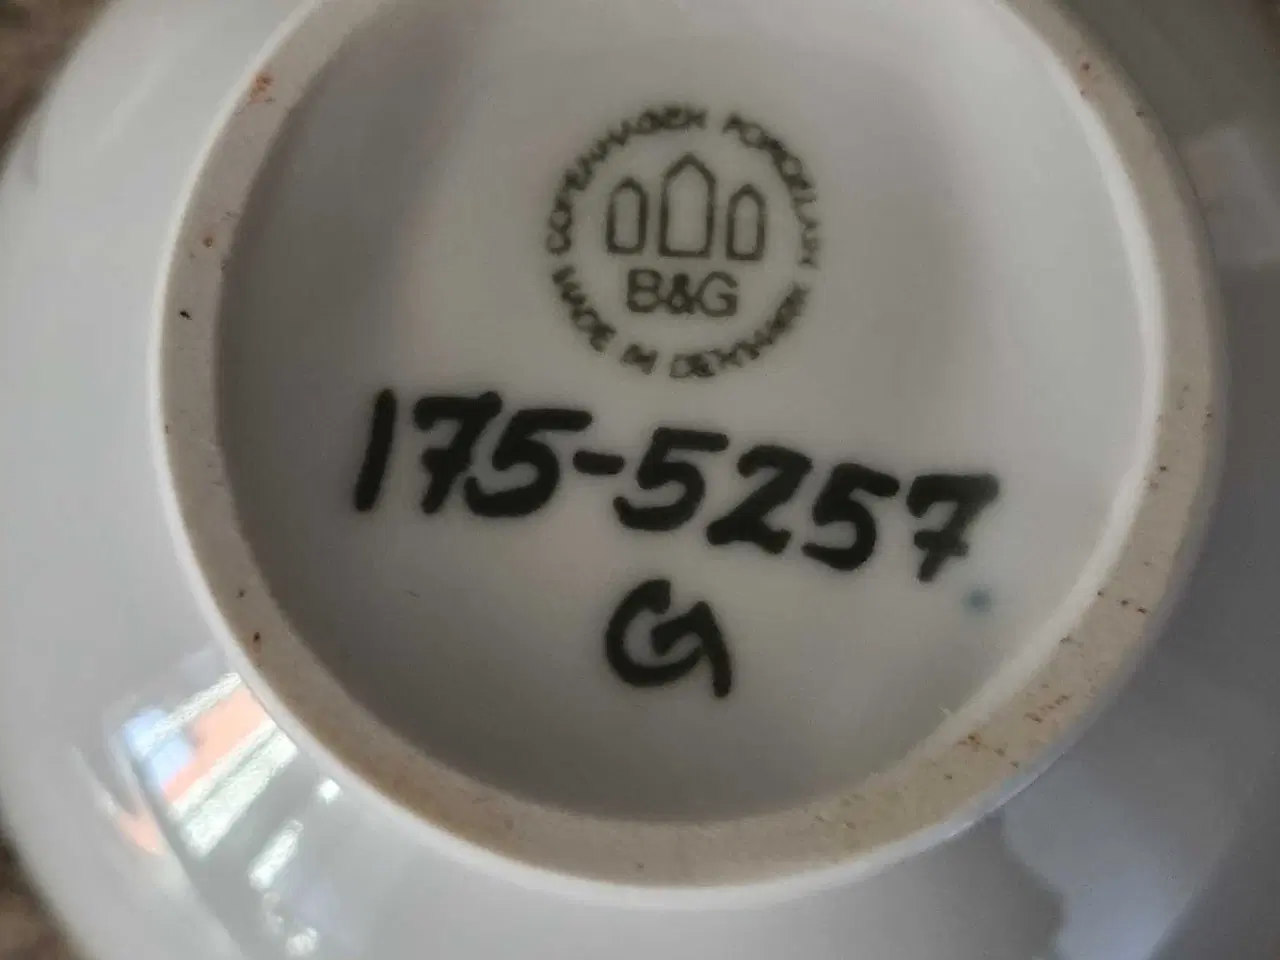 COPENHAGEN PORCELAIN
B&G
MADE IN DENMARK
175-5257
G